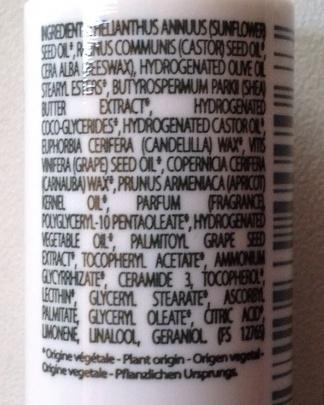 INGREDIENTS: HELIANTHUS ANNUUS (SUNFLOWER)
SEED OIL*, RICINUS COMMUNIS (CASTOR) SEED OIL*,
CERA ALBA (BEESWAX), HYDROGENATED OLIVE OIL
STEARYL ESTERS*, BUTYROSPERMUM PARKII (SHEA)
BUTTER EXTRACT*, HYDROGENATED
COCO-GLYCERIDES*, HYDROGENATED CASTOR OIL*,
EUPHORBIA CERIFERA (CANDELILLA) WAX*, VITIS
VINIFERA (GRAPE) SEED OIL*, COPERNICIA CERIFERA
(CARNAUBA) WAX*, PRUNUS ARMENIACA (APRICOT)
KERNEL OIL*, PARFUM (FRAGRANCE),
POLYGLYCERYL-10 PENTAOLEATE*, HYDROGENATED
VEGETABLE OIL*, PALMITOYL GRAPE SEED
EXTRACT*, TOCOPHERYL ACETATE*, AMMONIUM
GLYCYRRHIZATE*, CERAMIDE 3, TOCOPHEROL*,
LECITHIN*, GLYCERYL STEARATE*, ASCORBYL
PALMITATE, GLYCERYL OLEATE*, CITRIC ACID*,
LIMONENE, LINALOOL, GERANIOL. (FS 12765)
*Origine végétale - Plant origin - Origen vegetal -
Origine vegetale - Pflanzlichen Ursprungs.